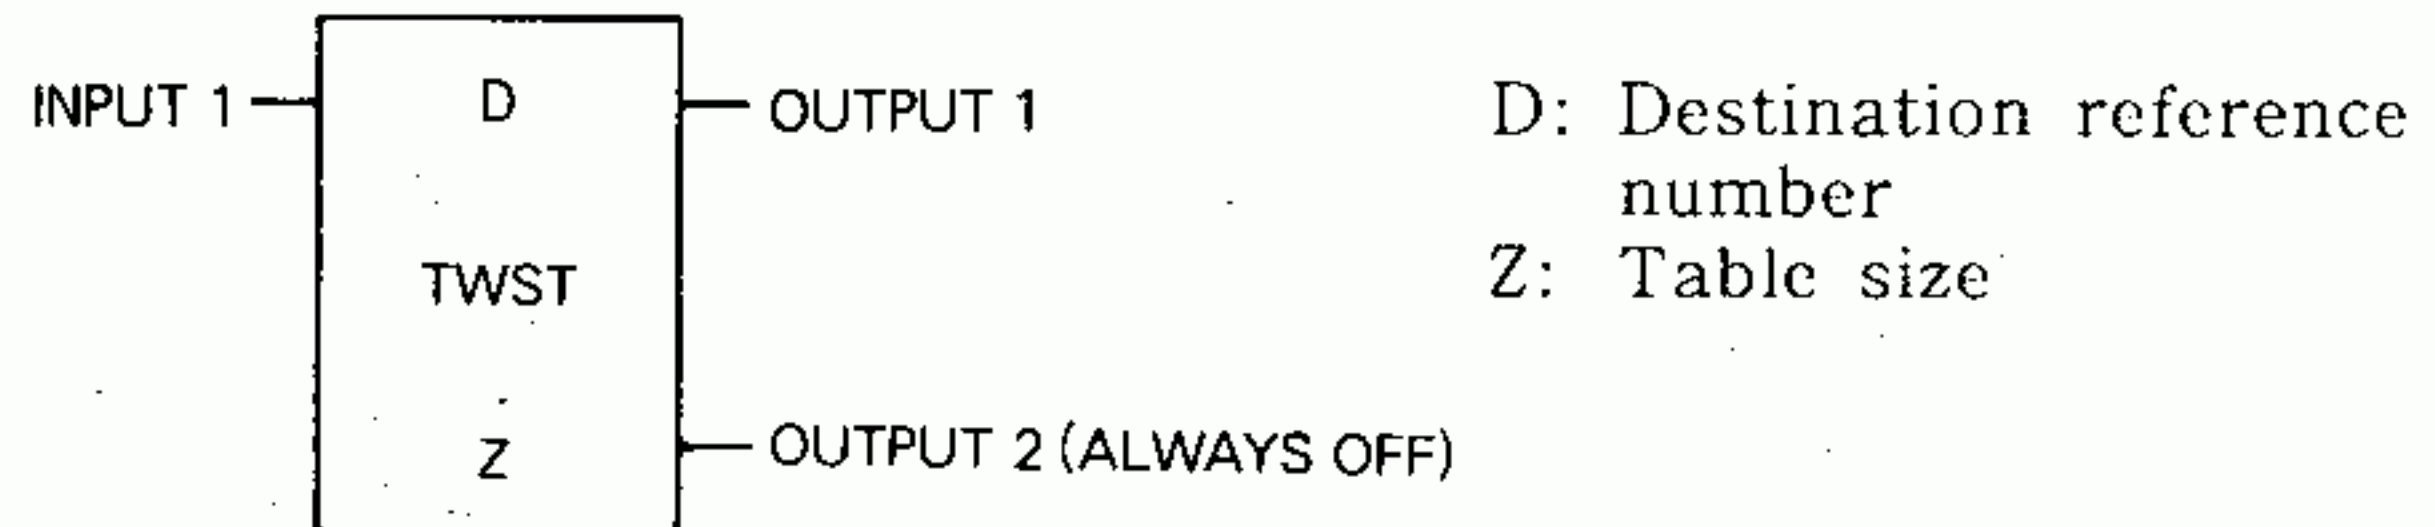 INPUT 1
D
OUTPUT 1
TWST
Z
OUTPUT 2 (ALWAYS OFF)
D: Destination reference
number
Z: Table size